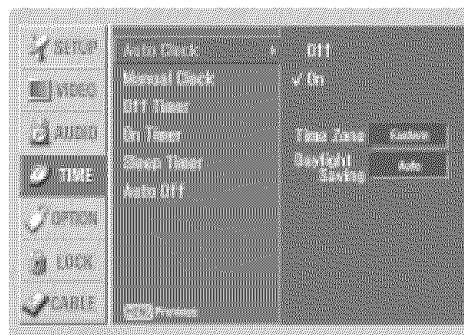 SETUP
VIDEO
AUDIO
TIME
OPTION
LOCK
CABLE
Auto Clock
Manual Clock
Off Timer
On Timer
Sleep Timer
Auto Off
Previous
Off
✓ On
Time Zone
Eastern
Daylight
Saving
Auto